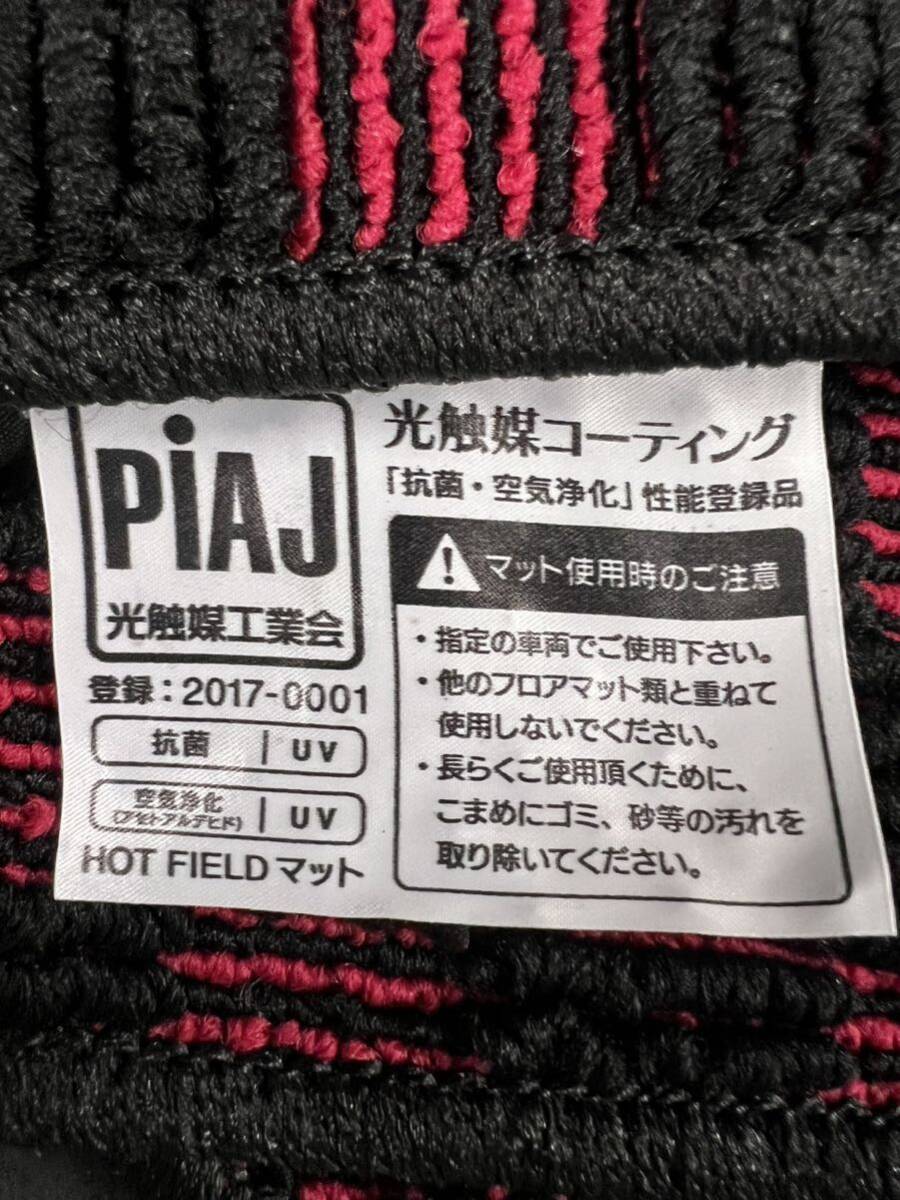 PiAJ
光触媒工業会
登録：2017-0001
抗菌 UV
空気浄化
(アセトアルデヒド) UV
HOT FIELD マット
光触媒コーティング
「抗菌・空気浄化」性能登録品
マット使用時のご注意
・指定の車両でご使用下さい。
・他のフロアマット類と重ねて
使用しないでください。
・長らくご使用頂くために、
こまめにゴミ、砂等の汚れを
取り除いてください。